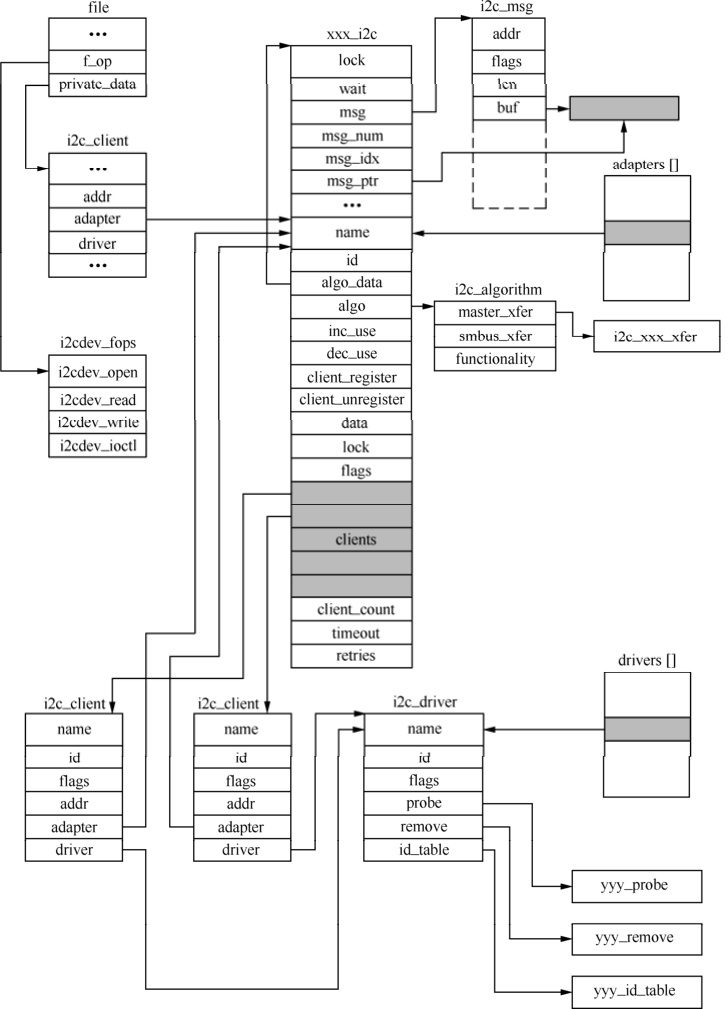 file
...
f_op
private_data
i2c_client
...
addr
adapter
driver
...
i2cdev_fops
i2cdev_open
i2cdev_read
i2cdev_write
i2cdev_ioctl
xxx_i2c
lock
wait
msg
msg_num
msg_idx
msg_ptr
...
name
id
algo_data
algo
inc_use
dec_use
client_register
client_unregister
data
lock
flags
clients
client_count
timeout
retries
i2c_msg
addr
flags
len
buf
adapters []
i2c_algorithm
master_xfer
smbus_xfer
functionality
i2c_xxx_xfer
i2c_client
name
id
flags
addr
adapter
driver
i2c_client
name
id
flags
addr
adapter
driver
i2c_driver
name
id
flags
probe
remove
id_table
drivers []
yyy_probe
yyy_remove
yyy_id_table